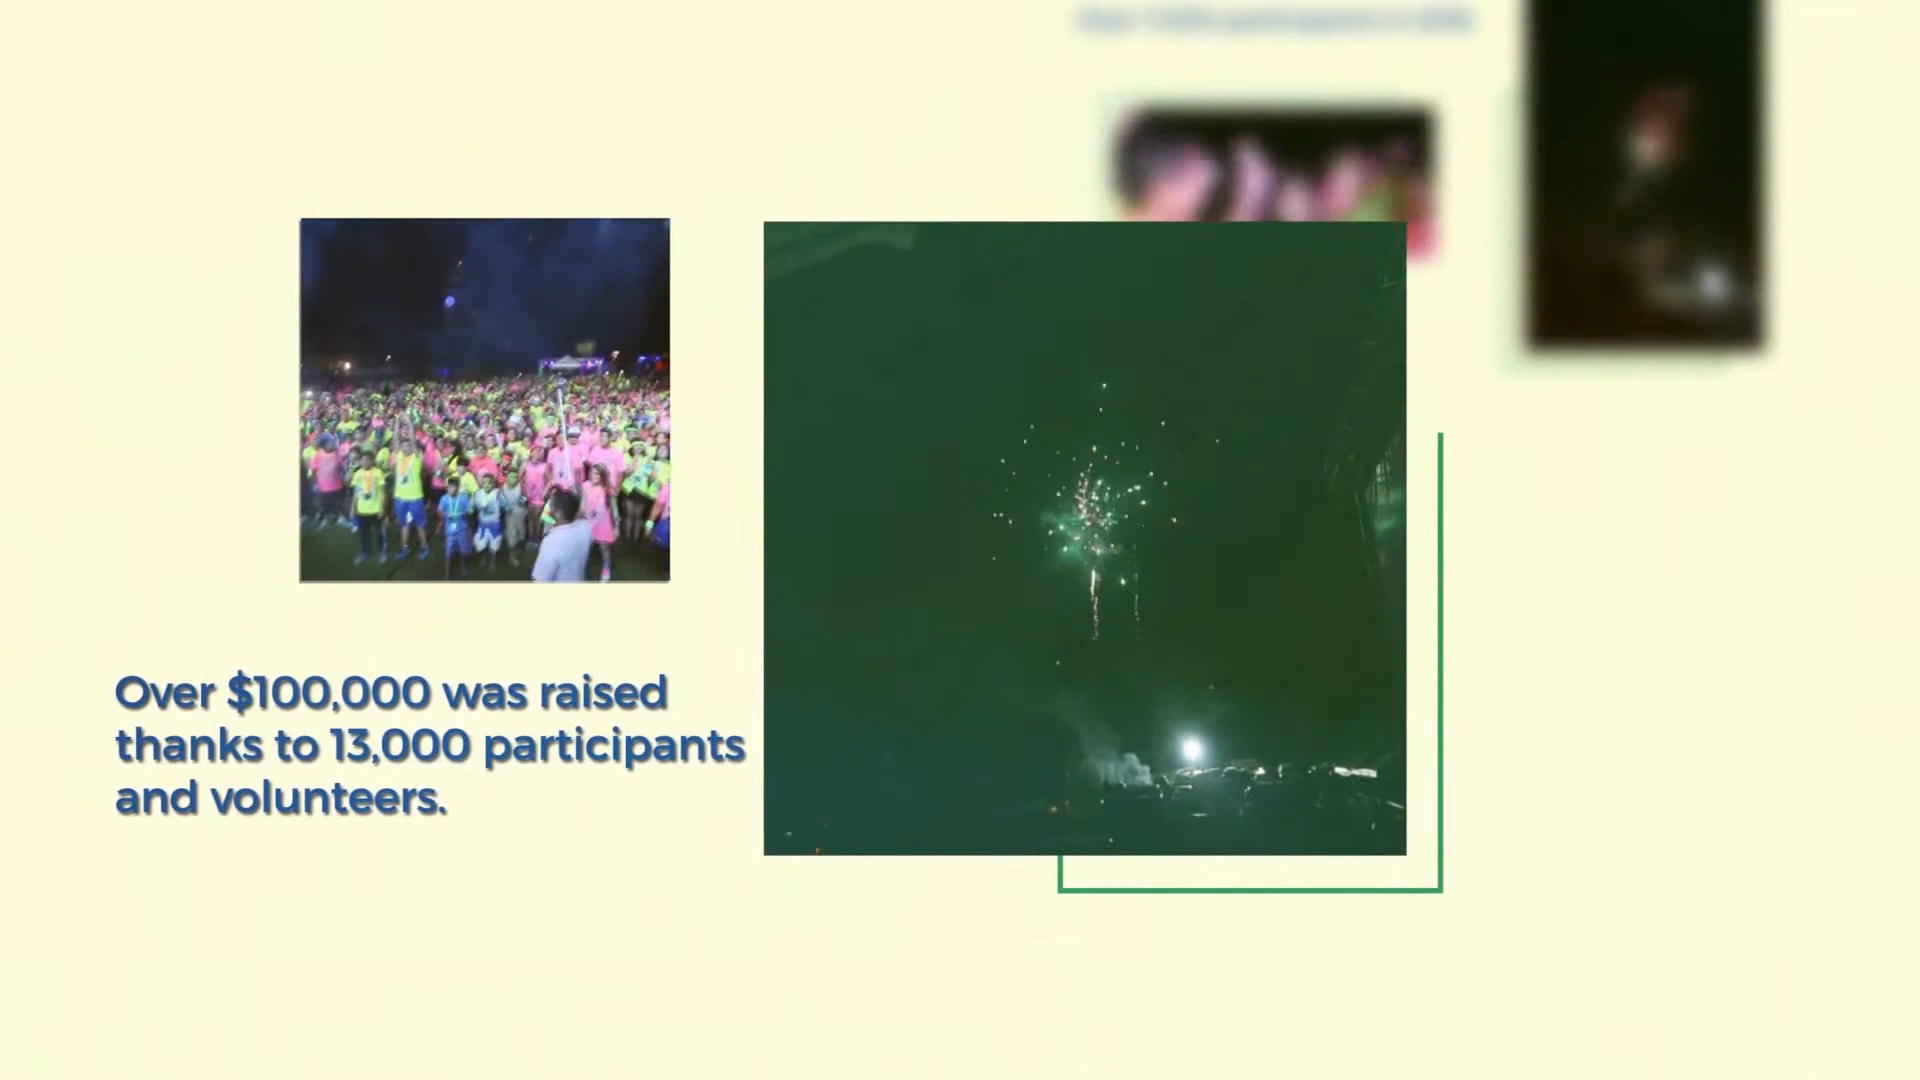 Over $100,000 was raised
thanks to 13,000 participants
and volunteers.